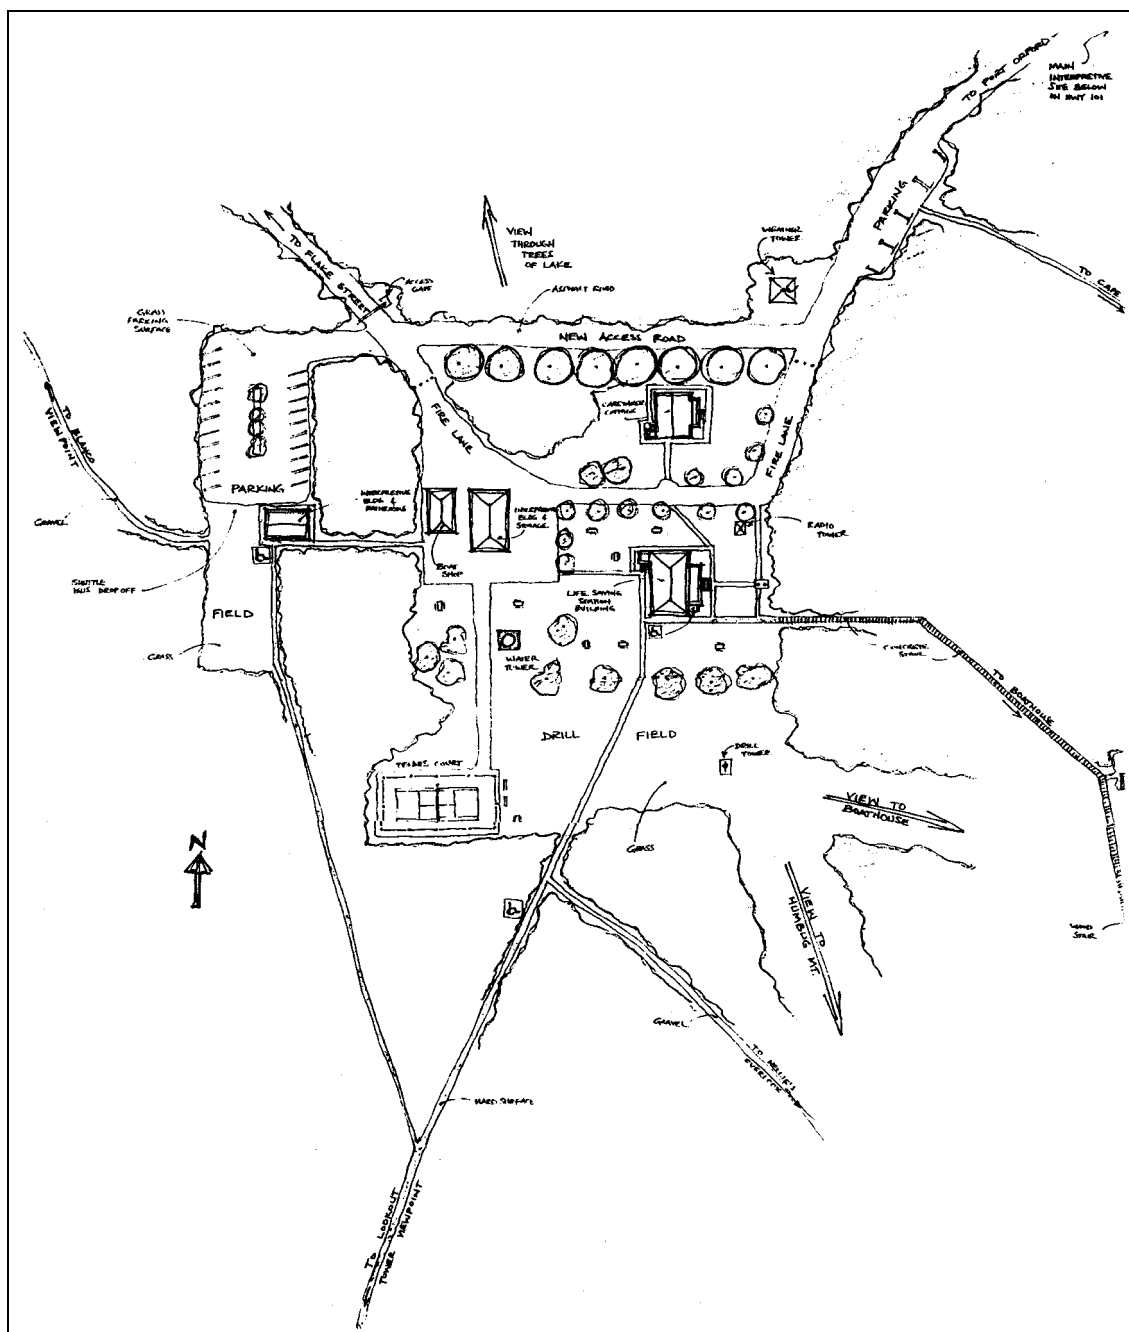 TO PORT ORFORD
MAIN
INTERPRETIVE
SITE BELOW
ON HWY 101
PARKING
WEATHER
TOWER
TO CAPE
VIEW
THROUGH
TREES
OF LAKE
TO FLAKE STREET
ACCESS
GATE
ASPHALT ROAD
GRASS
PARKING
SURFACE
NEW ACCESS ROAD
CARETAKER
COTTAGE
FIRE LANE
FIRE LANE
TO BLANCO
VIEWPOINT
PARKING
GRAVEL
INTERPRETIVE
BLDG &
RESTROOMS
INTERPRETIVE
BLDG &
STORAGE
RADIO
TOWER
BOAT
SHOP
SHUTTLE
BUS DROP OFF
LIFE SAVING
STATION
BUILDING
FIELD
GRASS
WATER
TOWER
CONCRETE
STAIR
TO BOATHOUSE
DRILL FIELD
DRILL
TOWER
TENNIS COURT
VIEW TO
BOATHOUSE
N
GRASS
VIEW TO
HUMBUG MT.
WOOD
STAIR
GRAVEL
TO NELLIE'S
HARD SURFACE
TO LOOKOUT
TOWER VIEWPOINT